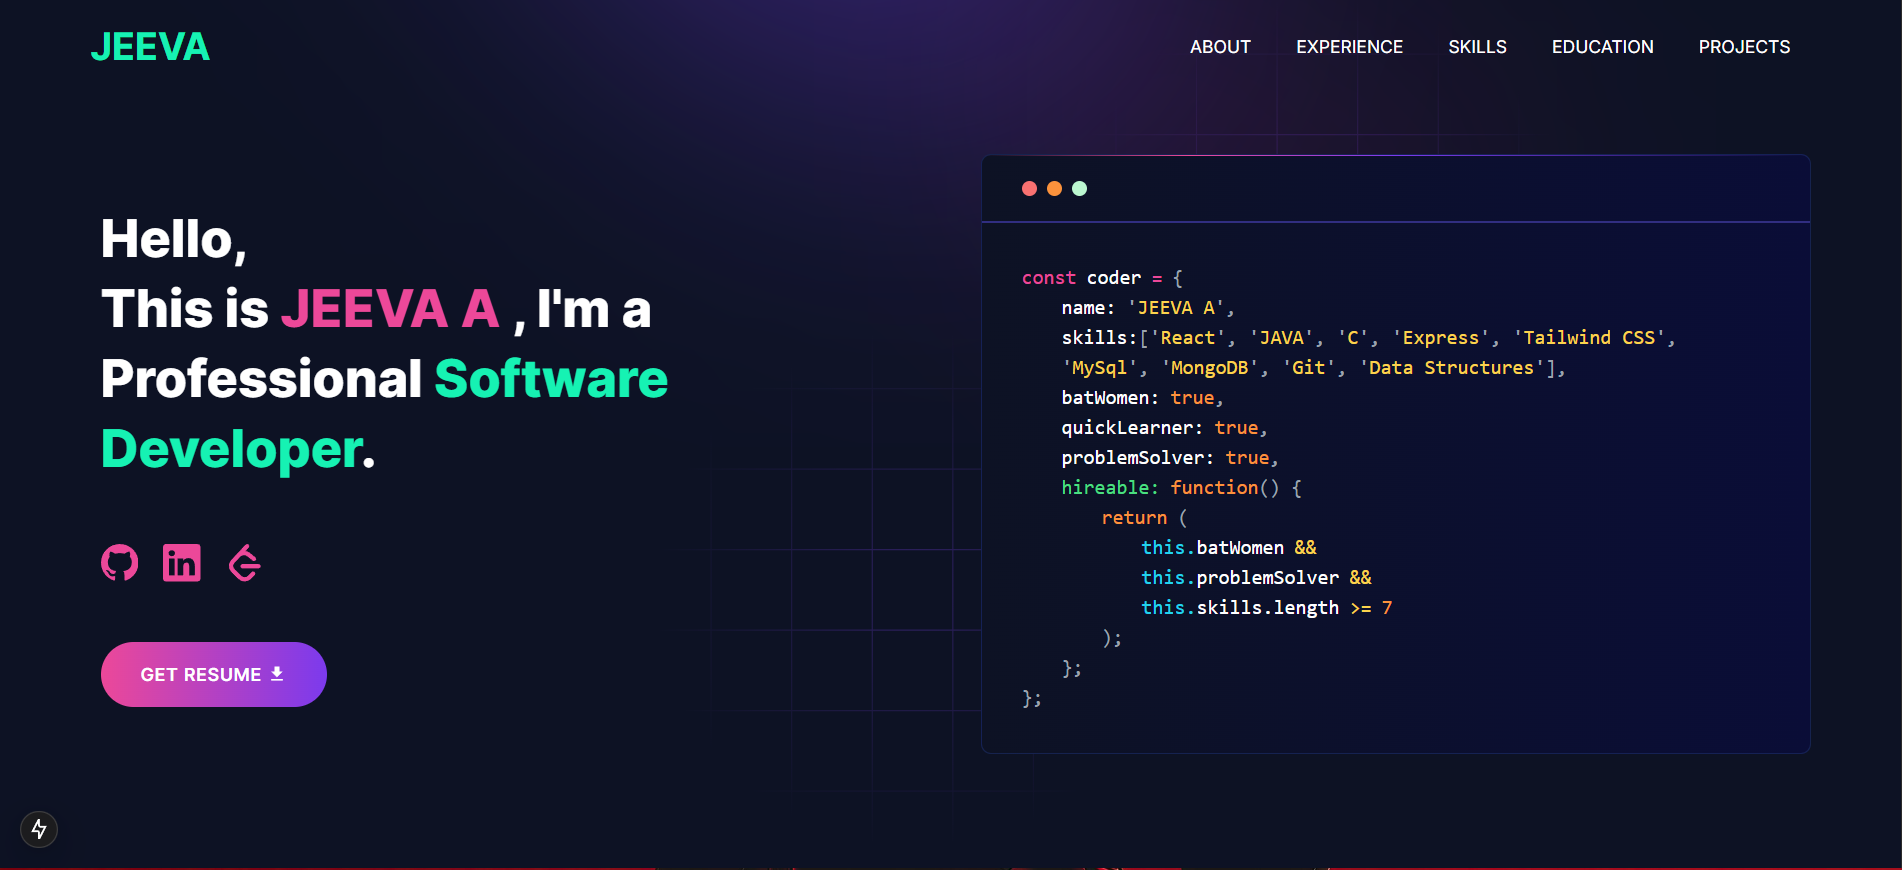 JEEVA
ABOUT EXPERIENCE SKILLS EDUCATION PROJECTS
Hello,
This is JEEVA A , I'm a
Professional Software
Developer.
GET RESUME
const coder = {
name: 'JEEVA A',
skills:['React', 'JAVA', 'C', 'Express', 'Tailwind CSS',
'MySql', 'MongoDB', 'Git', 'Data Structures'],
batWomen: true,
quickLearner: true,
problemSolver: true,
hireable: function() {
return (
this.batWomen &&
this.problemSolver &&
this.skills.length >= 7
);
};
};